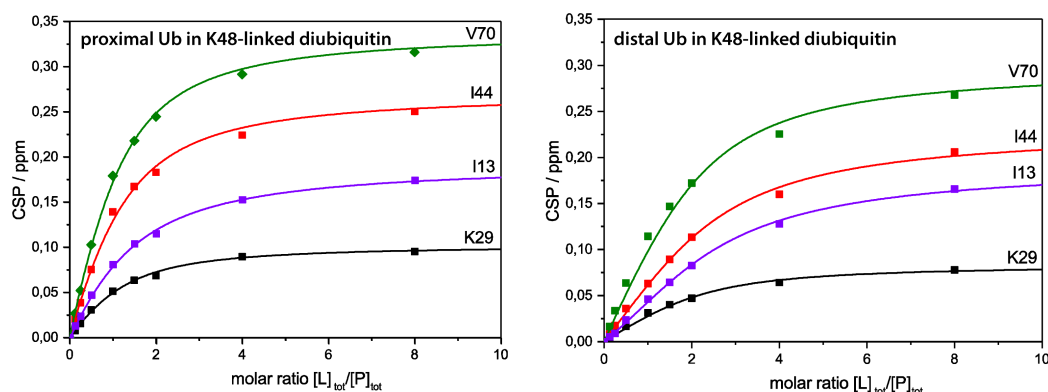 proximal Ub in K48-linked diubiquitin
CSP / ppm
0,35
0,30
0,25
0,20
0,15
0,10
0,05
0,00
V70
I44
I13
K29
0
2
4
6
8
10
molar ratio [L]tot/[P]tot
distal Ub in K48-linked diubiquitin
CSP / ppm
0,35
0,30
0,25
0,20
0,15
0,10
0,05
0,00
V70
I44
I13
K29
0
2
4
6
8
10
molar ratio [L]tot/[P]tot